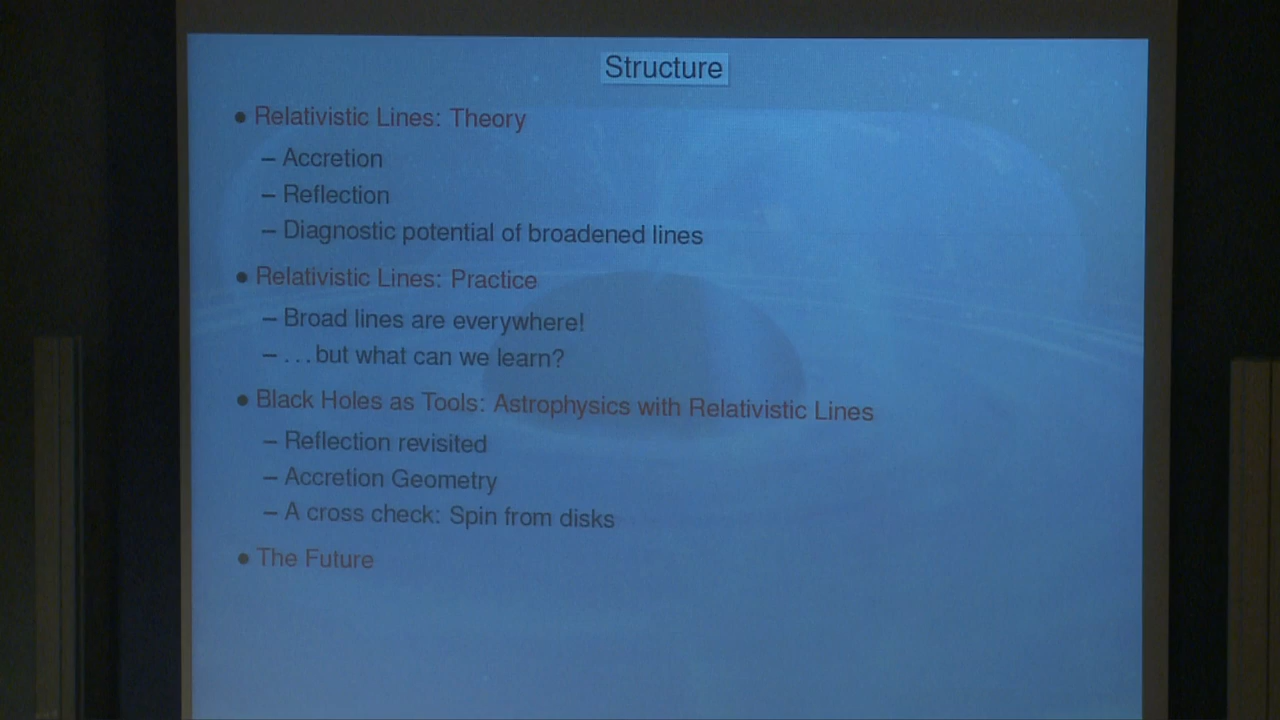 Structure
• Relativistic Lines: Theory
– Accretion
– Reflection
– Diagnostic potential of broadened lines
• Relativistic Lines: Practice
– Broad lines are everywhere!
– ...but what can we learn?
• Black Holes as Tools: Astrophysics with Relativistic Lines
– Reflection revisited
– Accretion Geometry
– A cross check: Spin from disks
• The Future